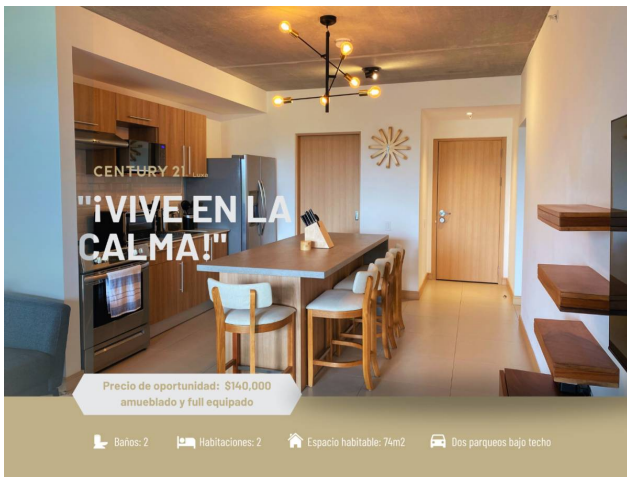 CENTURY 21 LUXE
"¡VIVE EN LA
CALMA!"
Precio de oportunidad: $140,000
amueblado y full equipado
Baños: 2
Habitaciones: 2
Espacio habitable: 74m2
Dos parqueos bajo techo